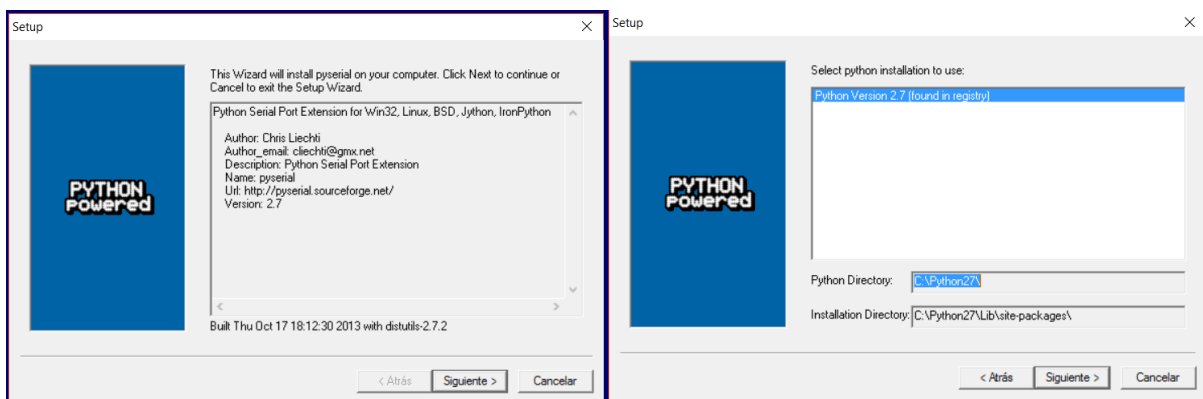 Setup
This Wizard will install pyserial on your computer. Click Next to continue or
Cancel to exit the Setup Wizard.
Python Serial Port Extension for Win32, Linux, BSD, Jython, IronPython
Author: Chris Liechti
Author_email: cliechti@gmx.net
Description: Python Serial Port Extension
Name: pyserial
Url: http://pyserial.sourceforge.net/
Version: 2.7
PYTHON
powered
Built Thu Oct 17 18:12:30 2013 with distutils-2.7.2
< Atrás
Siguiente >
Cancelar
Setup
Select python installation to use:
Python Version 2.7 (found in registry)
PYTHON
powered
Python Directory: C:\Python27\
Installation Directory: C:\Python27\Lib\site-packages\
< Atrás
Siguiente >
Cancelar